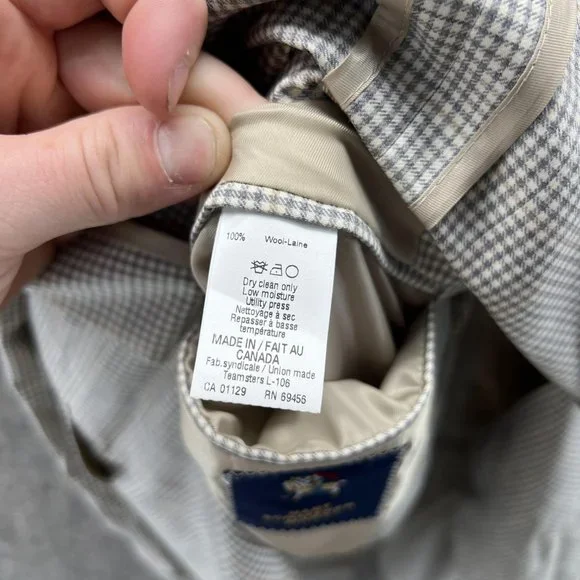 100% Wool-Laine
Dry clean only
Low moisture
Utility press
Nettoyage à sec
Repasser à basse
température
MADE IN / FAIT AU
CANADA
Fab.syndicale / Union made
Teamsters L-106
CA 01129 RN 69456